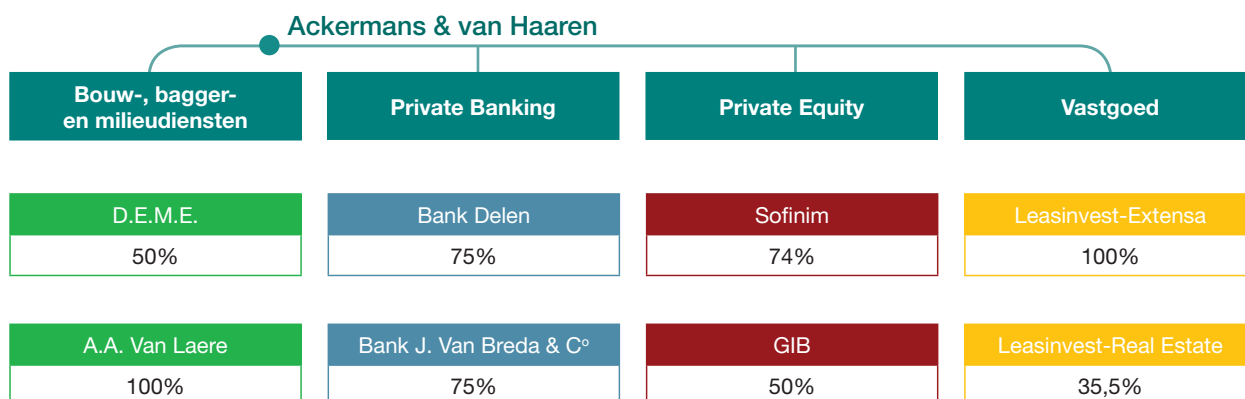 Ackermans & van Haaren
Bouw-, bagger-
en milieudiensten
Private Banking
Private Equity
Vastgoed
D.E.M.E.
50%
Bank Delen
75%
Sofinim
74%
Leasinvest-Extensa
100%
A.A. Van Laere
100%
Bank J. Van Breda & Cº
75%
GIB
50%
Leasinvest-Real Estate
35,5%